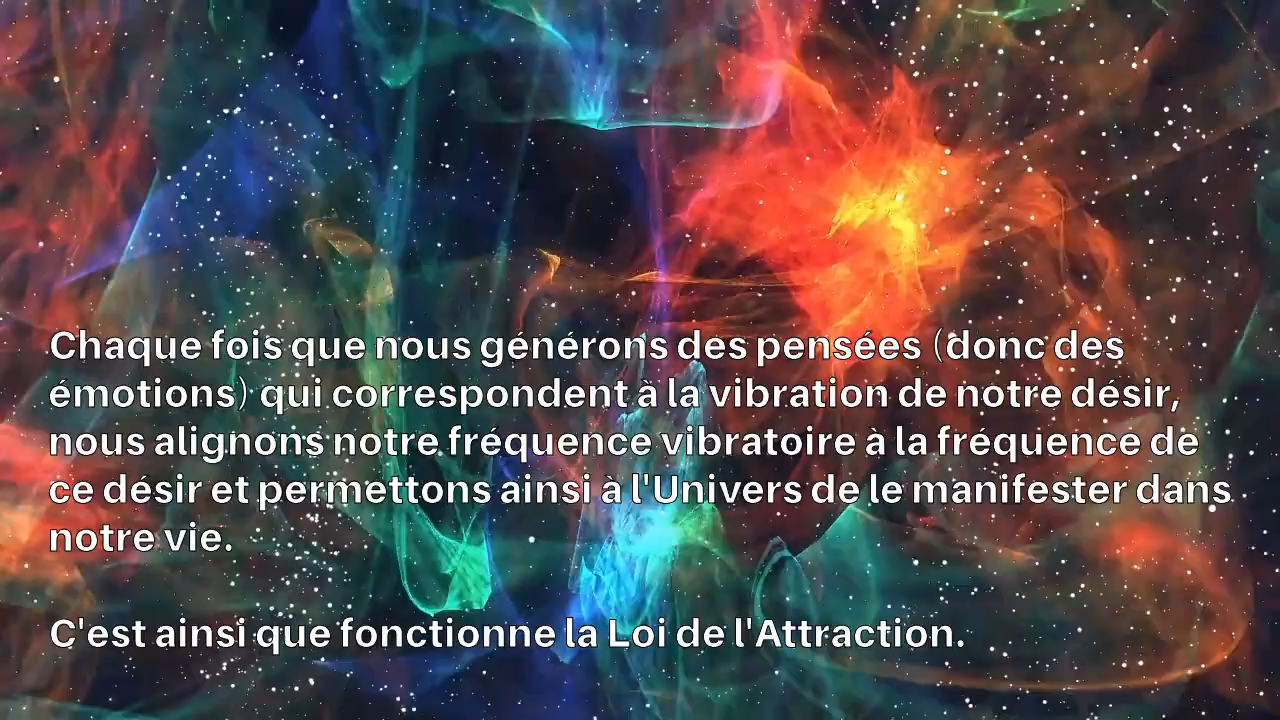 Chaque fois que nous générons des pensées (donc des
émotions) qui correspondent à la vibration de notre désir,
nous alignons notre fréquence vibratoire à la fréquence de
ce désir et permettons ainsi à l'Univers de le manifester dans
notre vie.
C'est ainsi que fonctionne la Loi de l'Attraction.